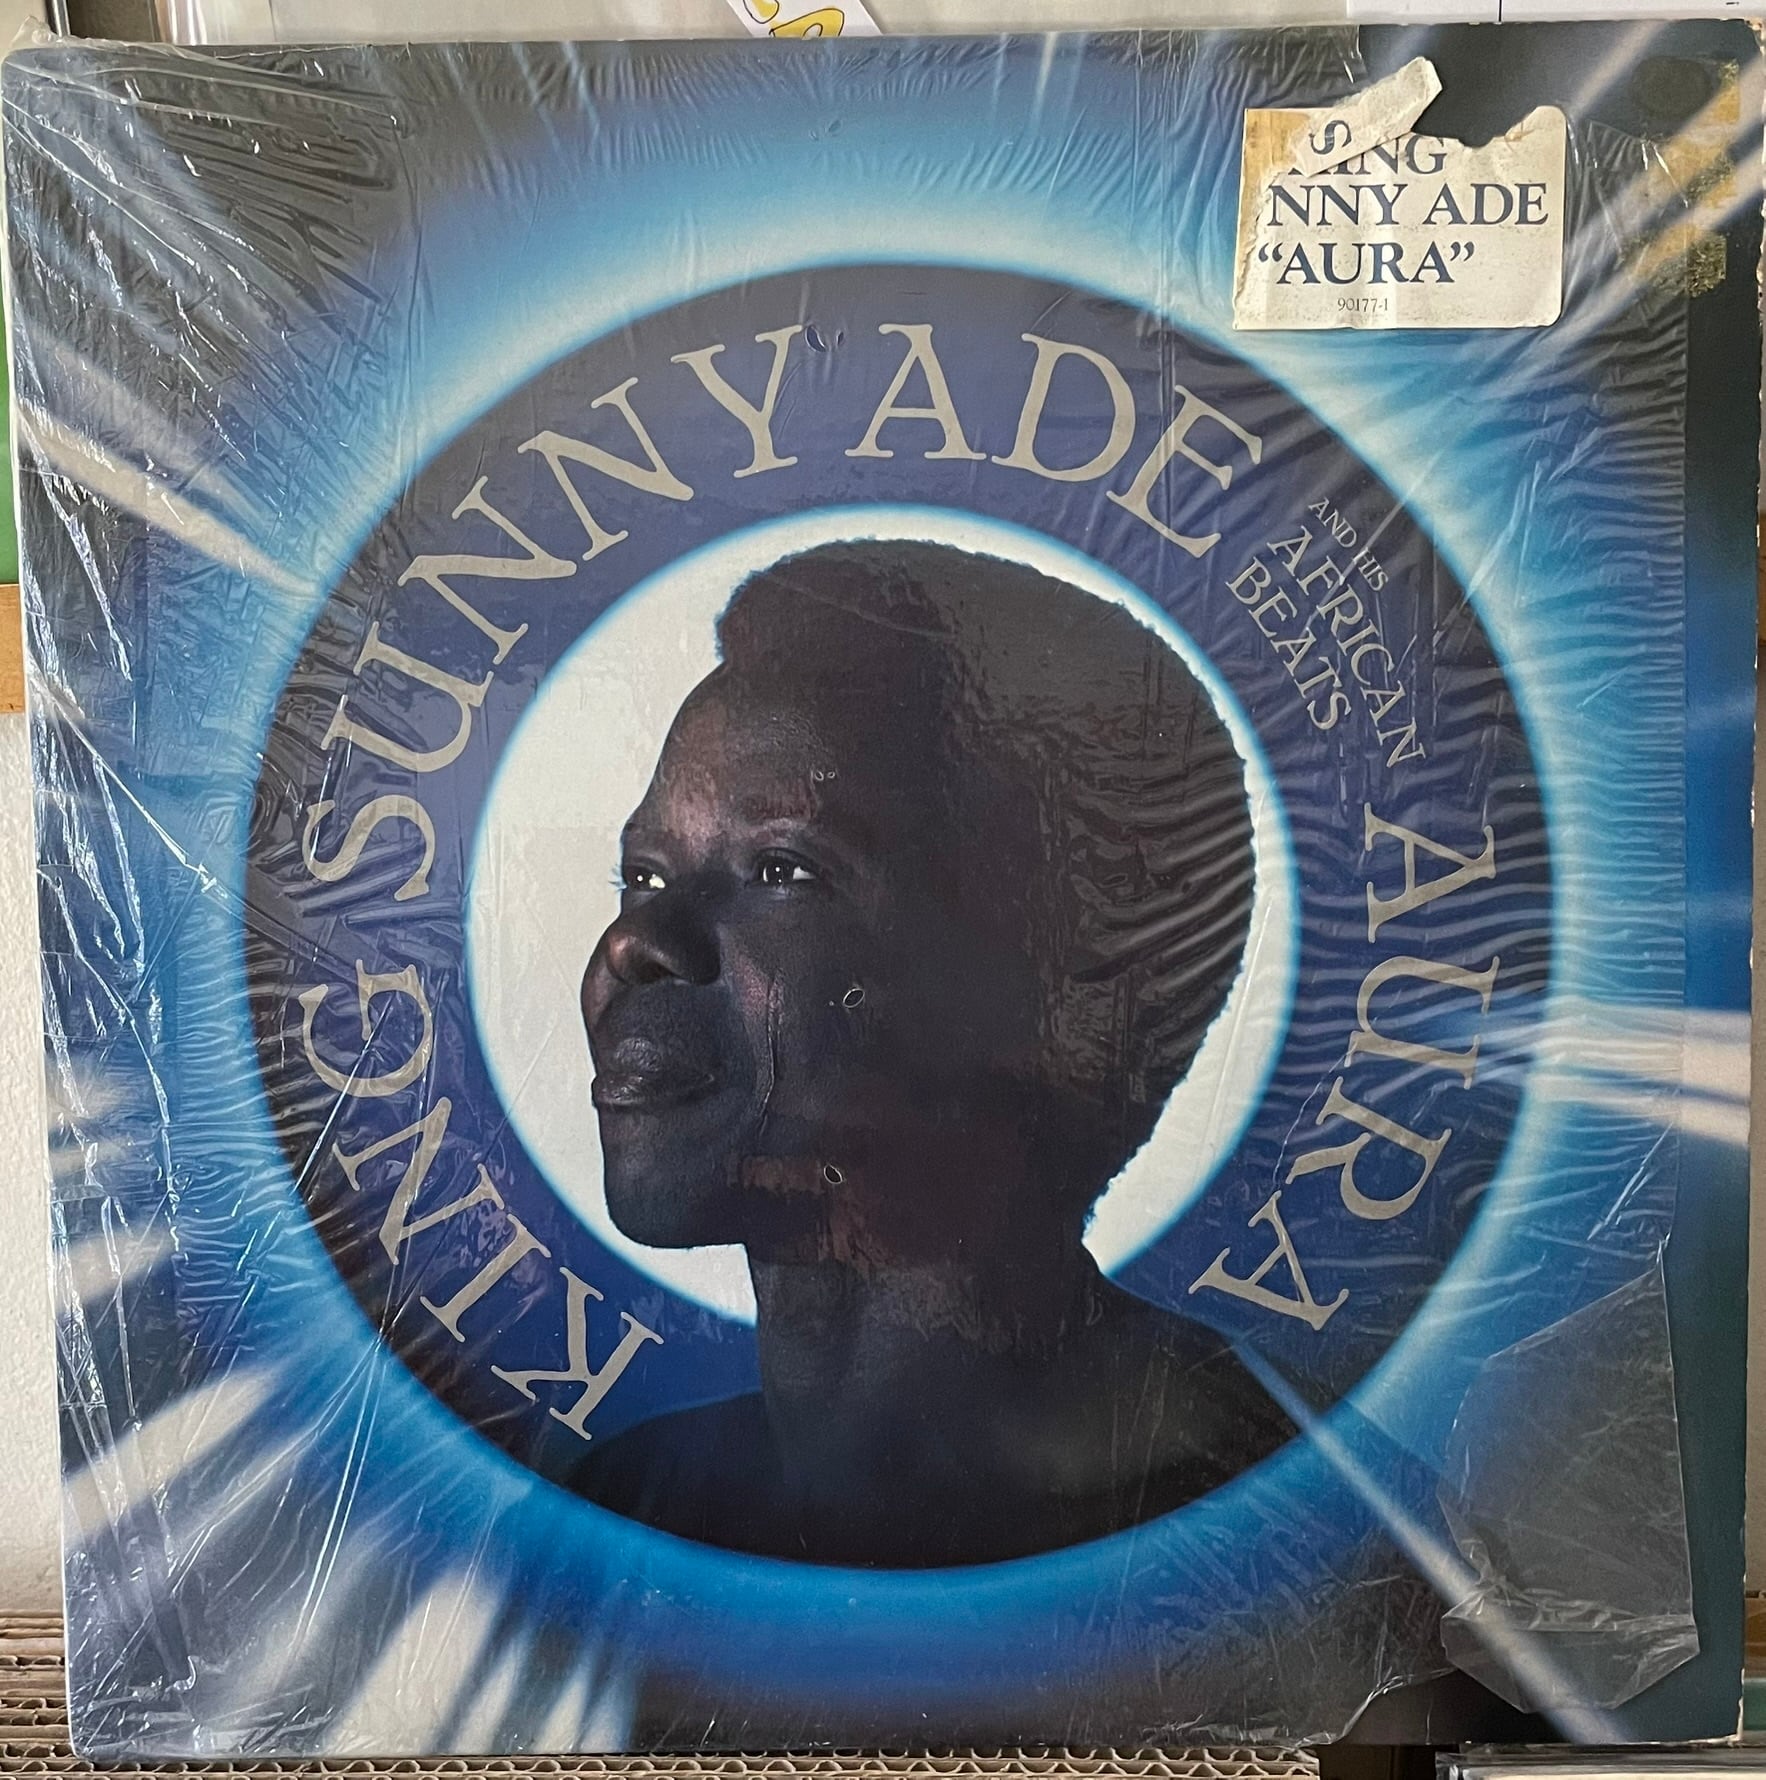 KING SUNNY ADE
AND HIS
AFRICAN
BEATS
AURA
NNY ADE
“AURA”
90177-1